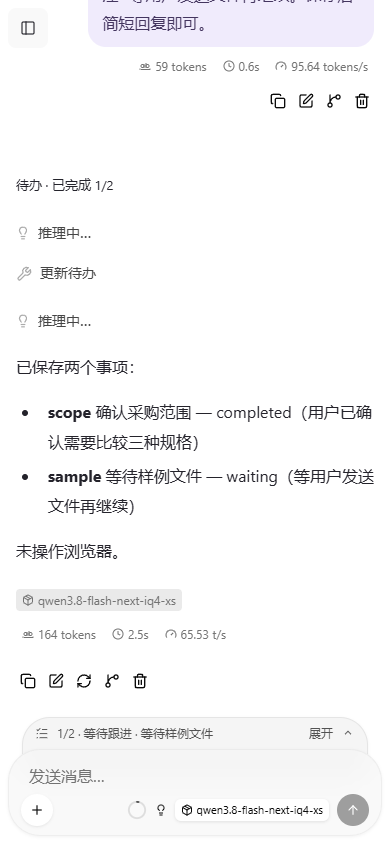 简短回复即可。
59 tokens 0.6s 95.64 tokens/s
待办 · 已完成 1/2
推理中...
更新待办
推理中...
已保存两个事项：
• scope 确认采购范围 — completed（用户已确
认需要比较三种规格）
• sample 等待样例文件 — waiting（等用户发送
文件再继续）
未操作浏览器。
qwen3.8-flash-next-iq4-xs
164 tokens 2.5s 65.53 t/s
1/2 · 等待跟进 · 等待样例文件 展开
发送消息...
qwen3.8-flash-next-iq4-xs